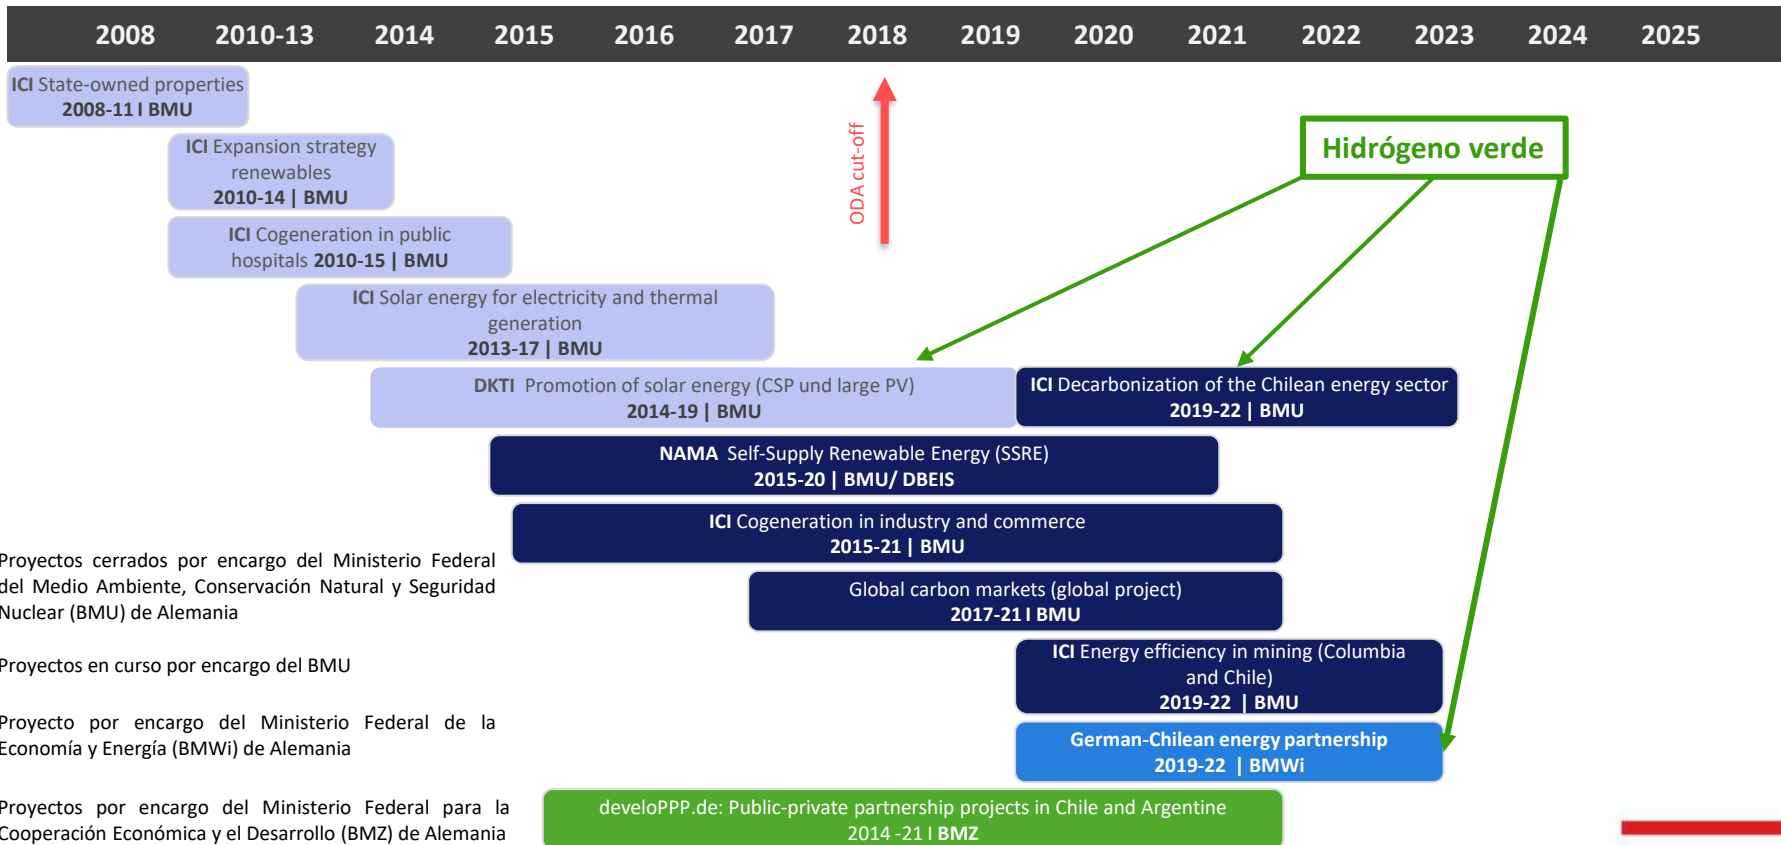 2008 2010-13 2014 2015 2016 2017 2018 2019 2020 2021 2022 2023 2024 2025
ICI State-owned properties
2008-11 I BMU
ICI Expansion strategy
renewables
2010-14 | BMU
ODA cut-off
Hidrógeno verde
ICI Cogeneration in public
hospitals 2010-15 | BMU
ICI Solar energy for electricity and thermal
generation
2013-17 | BMU
DKTI Promotion of solar energy (CSP und large PV)
2014-19 | BMU
ICI Decarbonization of the Chilean energy sector
2019-22 | BMU
NAMA Self-Supply Renewable Energy (SSRE)
2015-20 | BMU/ DBEIS
ICI Cogeneration in industry and commerce
2015-21 | BMU
Global carbon markets (global project)
2017-21 I BMU
ICI Energy efficiency in mining (Columbia
and Chile)
2019-22 | BMU
German-Chilean energy partnership
2019-22 | BMWi
develoPPP.de: Public-private partnership projects in Chile and Argentine
2014 -21 I BMZ
Proyectos cerrados por encargo del Ministerio Federal
del Medio Ambiente, Conservación Natural y Seguridad
Nuclear (BMU) de Alemania
Proyectos en curso por encargo del BMU
Proyecto por encargo del Ministerio Federal de la
Economía y Energía (BMWi) de Alemania
Proyectos por encargo del Ministerio Federal para la
Cooperación Económica y el Desarrollo (BMZ) de Alemania